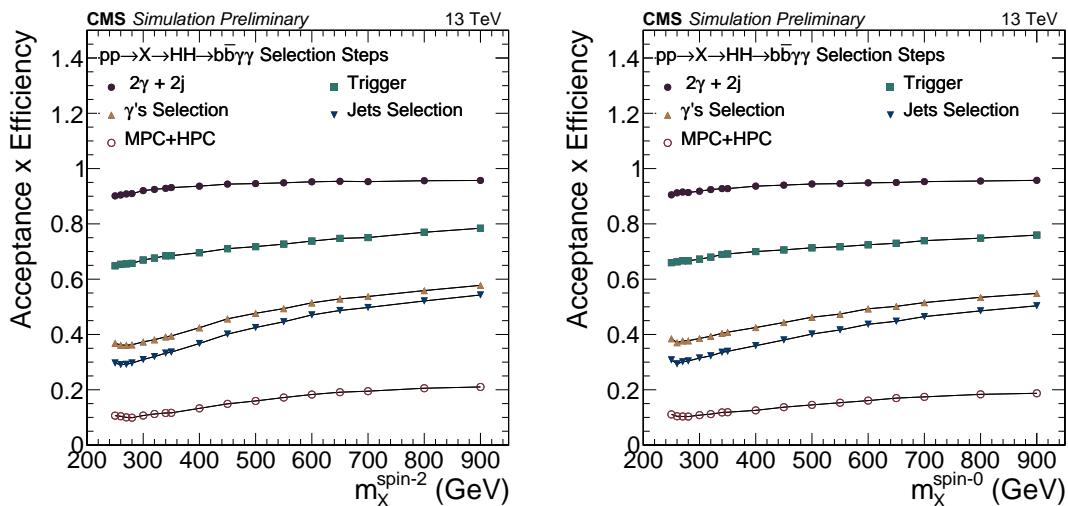 CMS Simulation Preliminary 13 TeV
pp→X→HH→bb̄γγ Selection Steps
2γ + 2j Trigger
γ's Selection Jets Selection
MPC+HPC
Acceptance x Efficiency
1.4
1.2
1
0.8
0.6
0.4
0.2
0
200 300 400 500 600 700 800 900
m_X^spin-2 (GeV)
CMS Simulation Preliminary 13 TeV
pp→X→HH→bb̄γγ Selection Steps
2γ + 2j Trigger
γ's Selection Jets Selection
MPC+HPC
Acceptance x Efficiency
1.4
1.2
1
0.8
0.6
0.4
0.2
0
200 300 400 500 600 700 800 900
m_X^spin-0 (GeV)